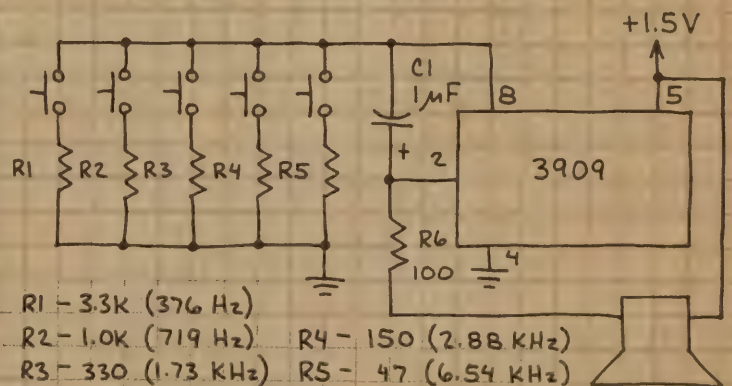 +1.5V
C1
1µF
8
5
+
2
3909
R1 R2 R3 R4 R5
R6
100
4
R1 - 3.3K (376 Hz)
R2 - 1.0K (719 Hz) R4 - 150 (2.88 KHz)
R3 - 330 (1.73 KHz) R5 - 47 (6.54 KHz)